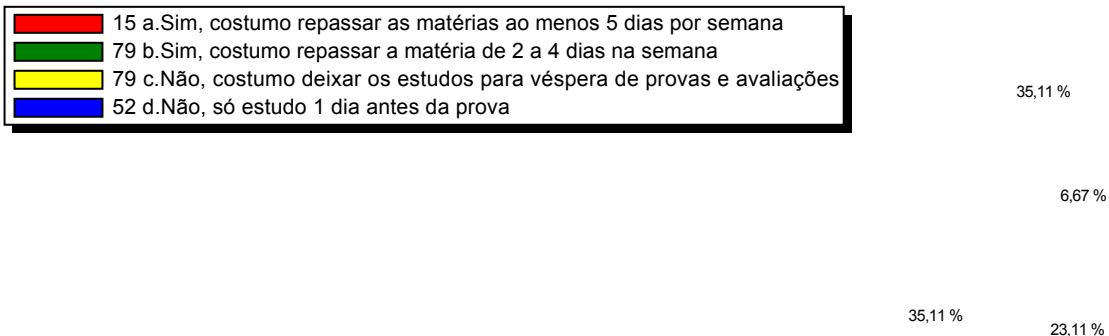 15 a.Sim, costumo repassar as matérias ao menos 5 dias por semana
79 b.Sim, costumo repassar a matéria de 2 a 4 dias na semana
79 c.Não, costumo deixar os estudos para véspera de provas e avaliações
52 d.Não, só estudo 1 dia antes da prova
35,11 %
6,67 %
35,11 %
23,11 %